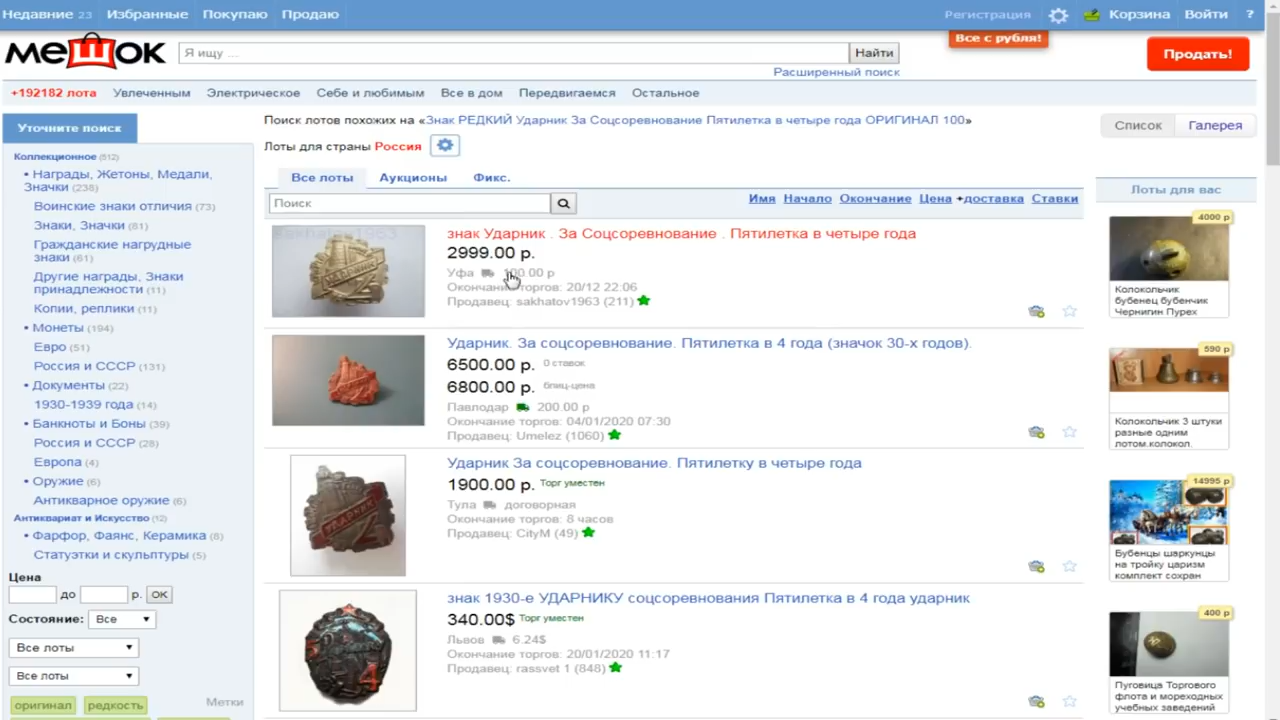 Недавние 23 Избранные Покупаю Продаю Регистрация Корзина Войти ?
мешок
Я ищу ...
Найти
Все с рубля!
Продать!
Расширенный поиск
+192182 лота Увлеченным Электрическое Себе и любимым Все в дом Передвигаемся Остальное
Уточните поиск
Коллекционное (512)
• Награды, Жетоны, Медали,
Значки (238)
Воинские знаки отличия (73)
Знаки, Значки (81)
Гражданские нагрудные
знаки (61)
Другие награды, Знаки
принадлежности (11)
Копии, реплики (11)
• Монеты (194)
Евро (51)
Россия и СССР (131)
• Документы (22)
1930-1939 года (14)
• Банкноты и Боны (39)
Россия и СССР (28)
Европа (4)
• Оружие (6)
Антикварное оружие (6)
Антиквариат и Искусство (12)
• Фарфор, Фаянс, Керамика (8)
Статуэтки и скульптуры (5)
Цена
до р. OK
Состояние: Все
Все лоты
Все лоты
Метки
оригинал редкость
Поиск лотов похожих на «Знак РЕДКИЙ Ударник За Соцсоревнование Пятилетка в четыре года ОРИГИНАЛ 100»
Лоты для страны Россия
Список Галерея
Все лоты Аукционы Фикс.
Поиск
Имя Начало Окончание Цена +доставка Ставки
знак Ударник . За Соцсоревнование . Пятилетка в четыре года
2999.00 р.
Уфа 100.00 р
Окончание торгов: 20/12 22:06
Продавец: sakhatov1963 (211)
Ударник. За соцсоревнование. Пятилетка в 4 года (значок 30-х годов).
6500.00 р. 0 ставок
6800.00 р. блиц-цена
Павлодар 200.00 р
Окончание торгов: 04/01/2020 07:30
Продавец: Umelez (1060)
Ударник За соцсоревнование. Пятилетку в четыре года
1900.00 р. Торг уместен
Тула договорная
Окончание торгов: 8 часов
Продавец: CityM (49)
знак 1930-е УДАРНИКУ соцсоревнования Пятилетка в 4 года ударник
340.00$ Торг уместен
Львов 6.24$
Окончание торгов: 20/01/2020 11:17
Продавец: rassvet 1 (848)
Лоты для вас
4000 р
Колокольчик
бубенец бубенчик
Чернигин Пурех
590 р
Колокольчик 3 штуки
разные одним
лотом.колокол.
14995 р
Бубенцы шаркунцы
на тройку царизм
комплект сохран
400 р
Пуговица Торгового
флота и мореходных
учебных заведений